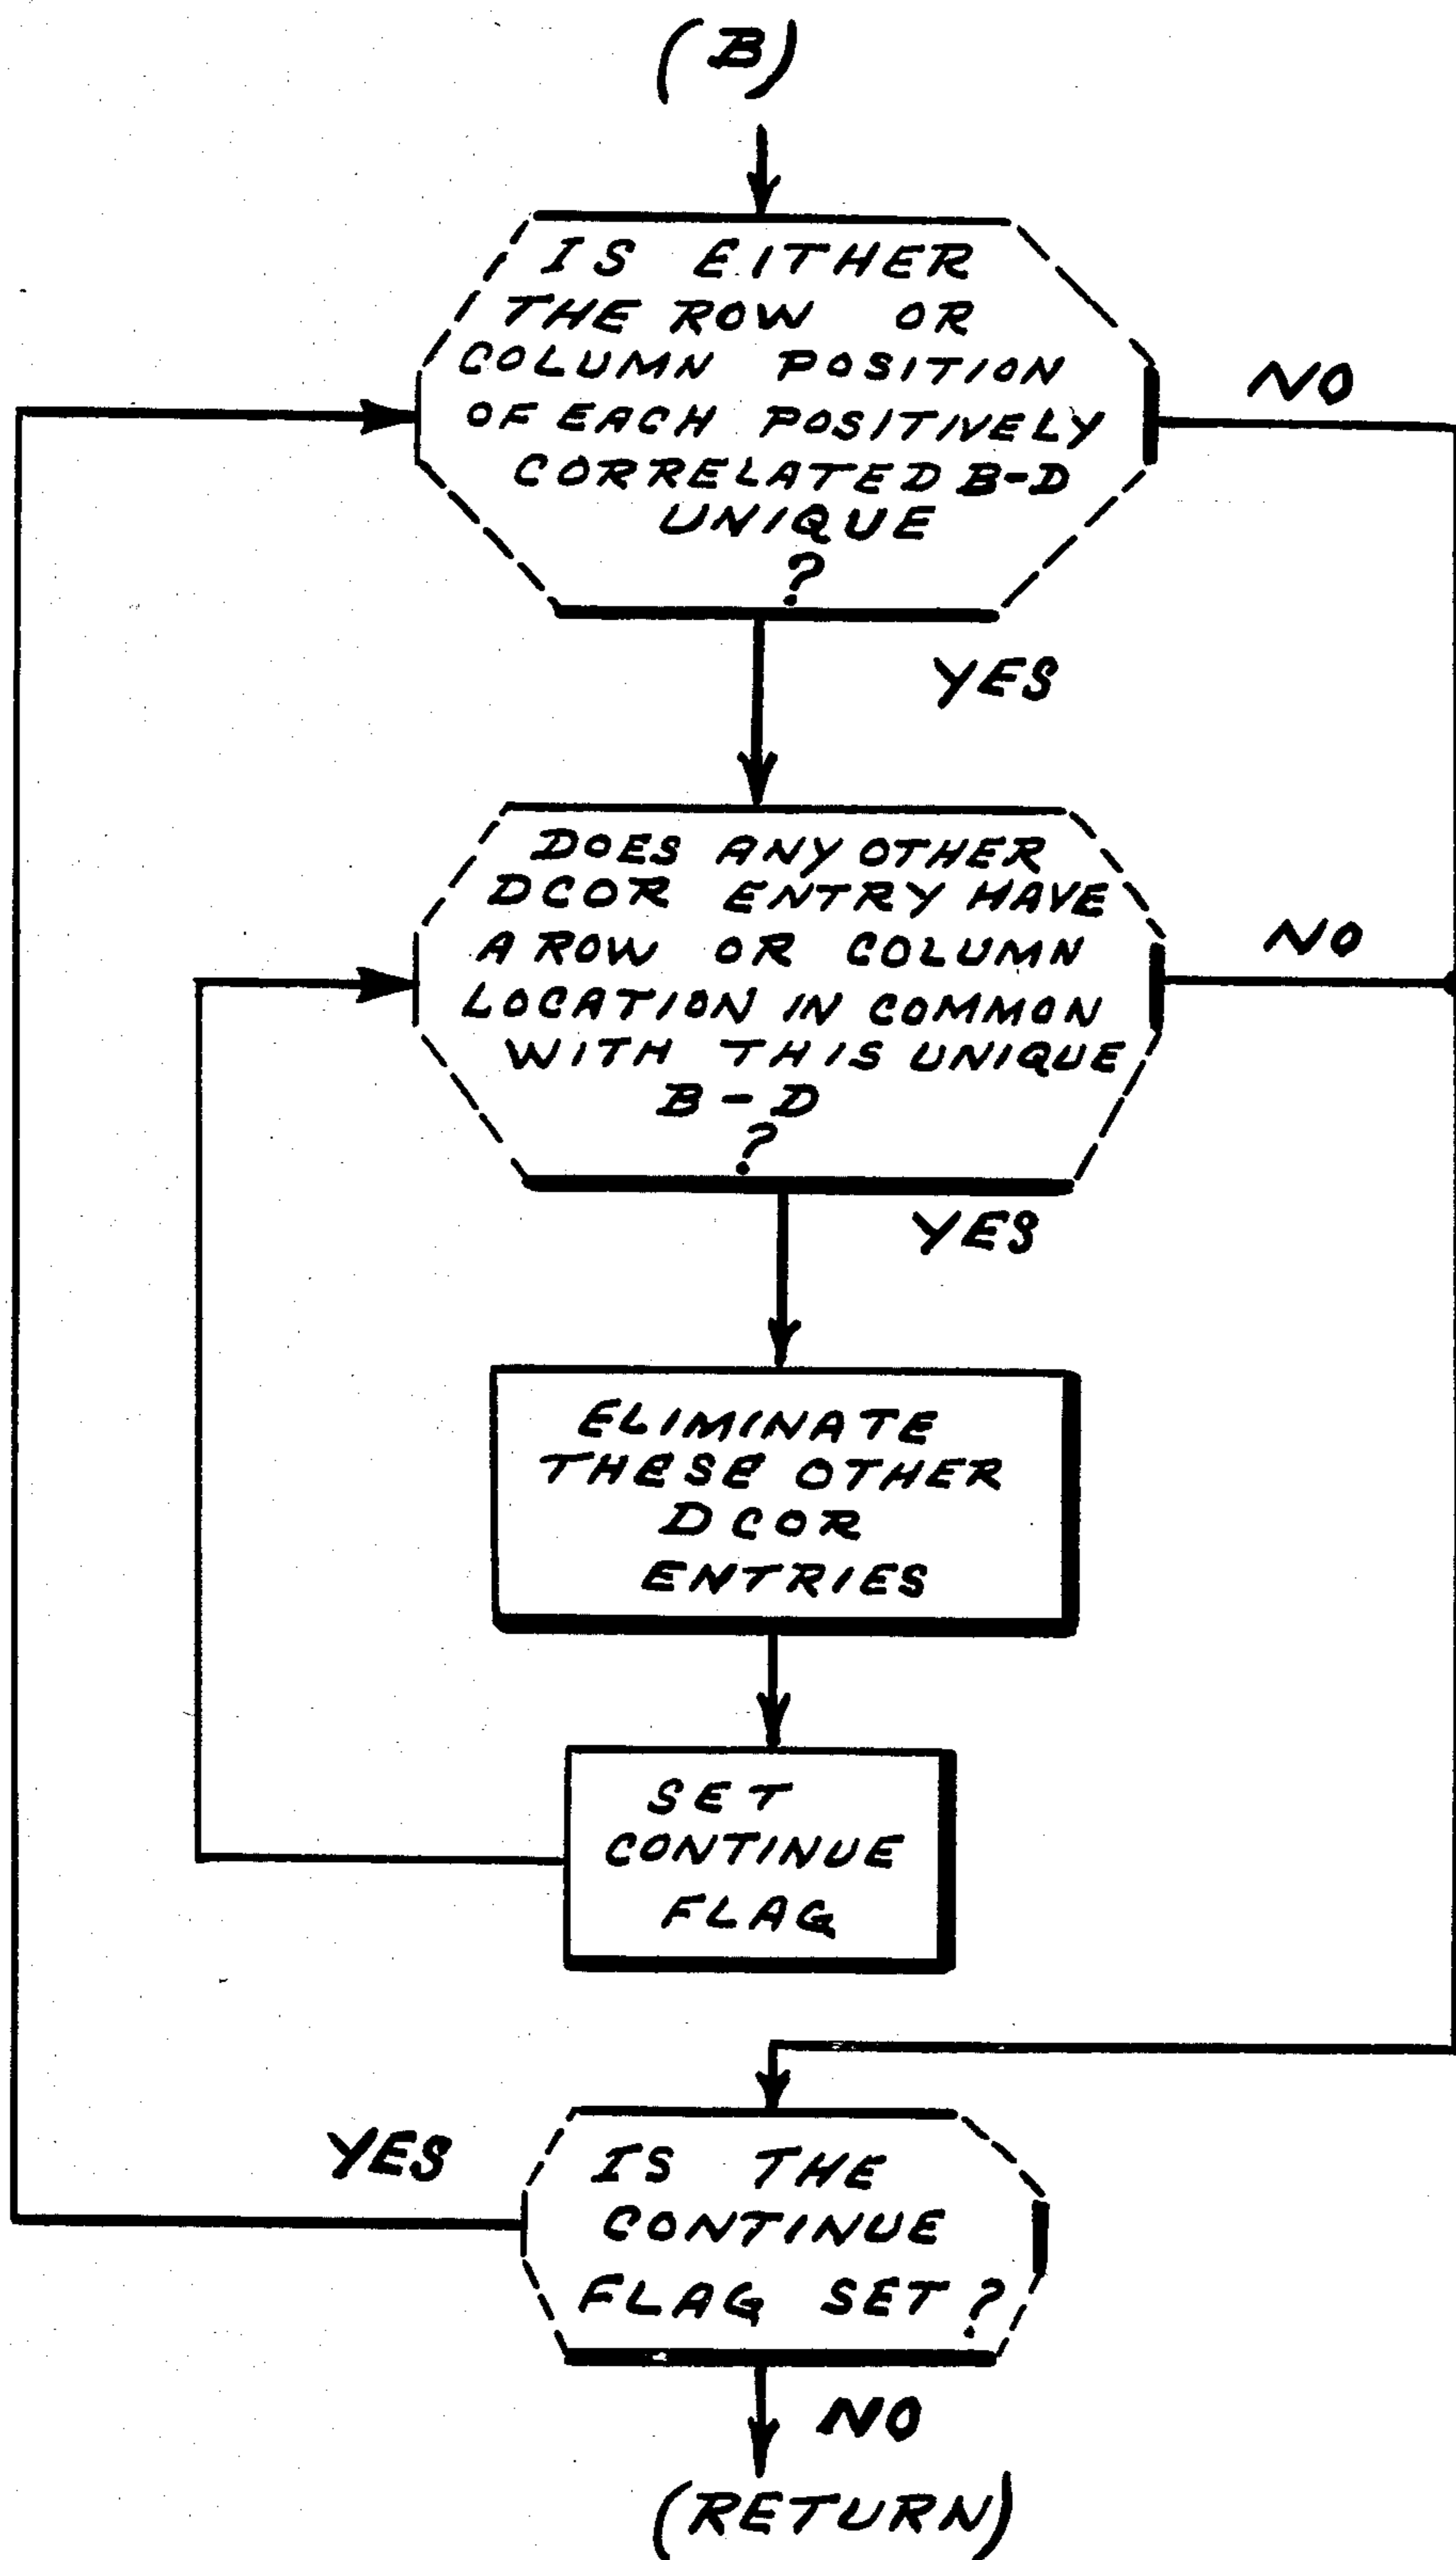 (B)
IS EITHER
THE ROW OR
COLUMN POSITION
OF EACH POSITIVELY
CORRELATED B-D
UNIQUE
?
NO
YES
DOES ANY OTHER
DCOR ENTRY HAVE
A ROW OR COLUMN
LOCATION IN COMMON
WITH THIS UNIQUE
B-D
?
NO
YES
ELIMINATE
THESE OTHER
DCOR
ENTRIES
SET
CONTINUE
FLAG
YES
IS THE
CONTINUE
FLAG SET?
NO
(RETURN)